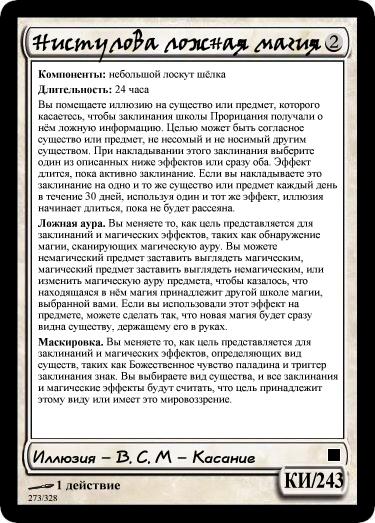 Нистулова ложная магия 2
Компоненты: небольшой лоскут шёлка
Длительность: 24 часа
Вы помещаете иллюзию на существо или предмет, которого
касаетесь, чтобы заклинания школы Прорицания получали о
нём ложную информацию. Целью может быть согласное
существо или предмет, не несомый и не носимый другим
существом. При накладывании этого заклинания выберите
один из описанных ниже эффектов или сразу оба. Эффект
длится, пока активно заклинание. Если вы накладываете это
заклинание на одно и то же существо или предмет каждый день
в течение 30 дней, используя один и тот же эффект, иллюзия
начинает длиться, пока не будет рассеяна.
Ложная аура. Вы меняете то, как цель представляется для
заклинаний и магических эффектов, таких как обнаружение
магии, сканирующих магическую ауру. Вы можете
немагический предмет заставить выглядеть магическим,
магический предмет заставить выглядеть немагическим, или
изменить магическую ауру предмета, чтобы казалось, что
находящаяся в нём магия принадлежит другой школе магии,
выбранной вами. Если вы использовали этот эффект на
предмете, можете сделать так, что новая магия будет сразу
видна существу, держащему его в руках.
Маскировка. Вы меняете то, как цель представляется для
заклинаний и магических эффектов, определяющих вид
существ, таких как Божественное чувство паладина и триггер
заклинания знак. Вы выбираете вид существа, и все заклинания
и магические эффекты будут считать, что цель принадлежит
этому виду или имеет это мировоззрение.
Иллюзия – В, С, М – Касание
1 действие
КИ/243
273/328